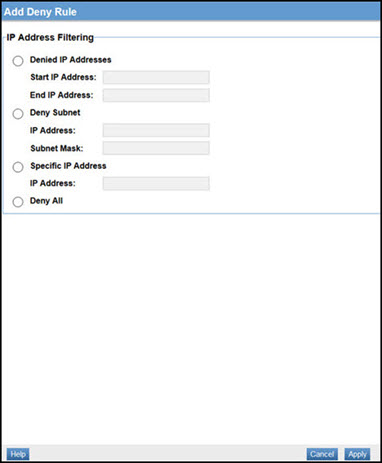 Add Deny Rule
IP Address Filtering
Denied IP Addresses
Start IP Address:
End IP Address:
Deny Subnet
IP Address:
Subnet Mask:
Specific IP Address
IP Address:
Deny All
Help Cancel Apply